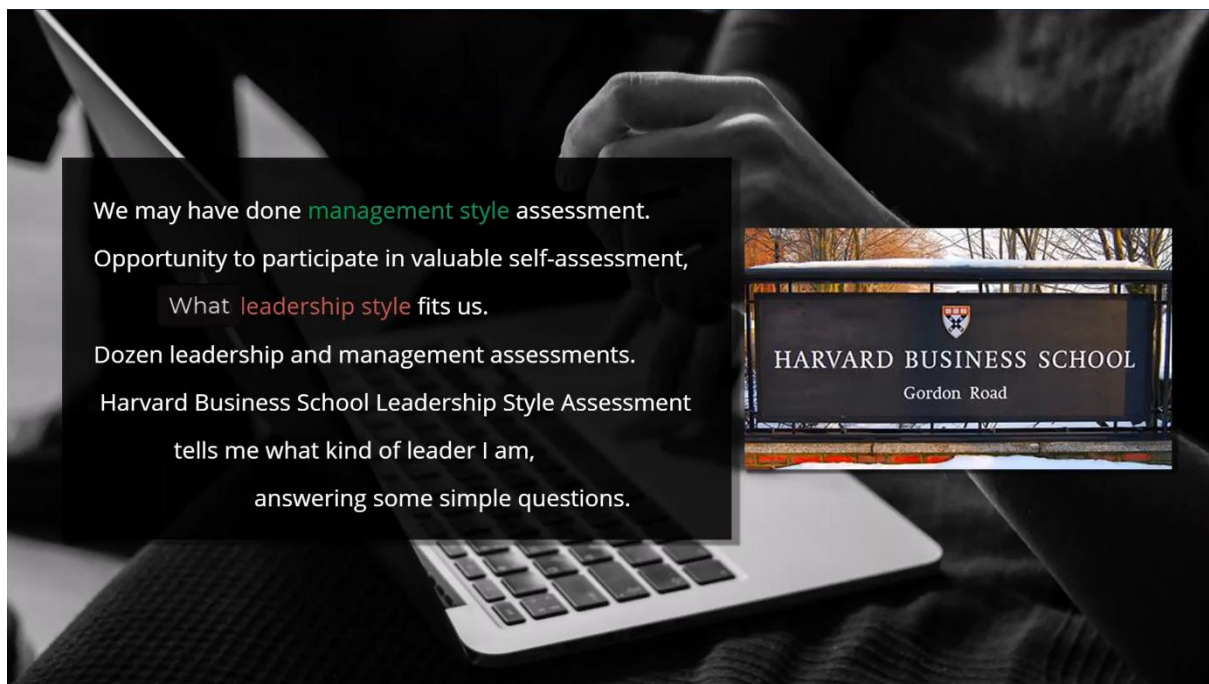 We may have done management style assessment.
Opportunity to participate in valuable self-assessment,
What leadership style fits us.
Dozen leadership and management assessments.
Harvard Business School Leadership Style Assessment
tells me what kind of leader I am,
answering some simple questions.
HARVARD BUSINESS SCHOOL
Gordon Road